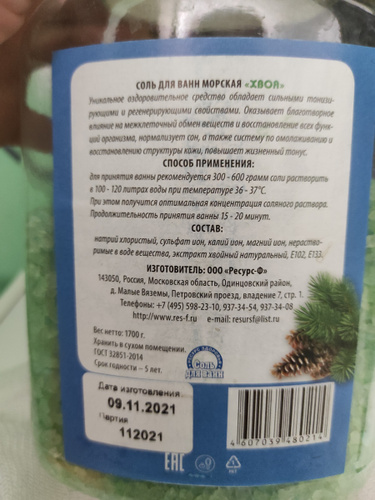 СОЛЬ ДЛЯ ВАНН МОРСКАЯ «ХВОЯ»
Уникальное оздоровительное средство обладает сильными тонизи-
рующими и регенерирующими свойствами. Оказывает благотворное
влияние на межклеточный обмен веществ и восстановление всех функ-
ций организма, нормализует сон, а также систему по омолаживанию и
восстановлению структуры кожи, повышает жизненный тонус.
СПОСОБ ПРИМЕНЕНИЯ:
для принятия ванны рекомендуется 300 - 600 грамм соли растворить
в 100 - 120 литрах воды при температуре 36 - 37°С.
При этом получится оптимальная концентрация соляного раствора.
Продолжительность принятия ванны 15 - 20 минут.
СОСТАВ:
натрий хлористый, сульфат ион, калий ион, магний ион, нераство-
римые в воде вещества, экстракт хвойный натуральный, Е102, Е133.
ИЗГОТОВИТЕЛЬ: ООО «Ресурс-Ф»
143050, Россия, Московская область, Одинцовский район,
д. Малые Вяземы, Петровский проезд, владение 7, стр. 1.
Телефоны: +7 (495) 598-23-10, 937-34-54, 937-34-08
http://www.res-f.ru e-mail: resursf@list.ru
Вес нетто: 1700 г.
Хранить в сухом помещении.
ГОСТ 32851-2014
Срок годности – 5 лет.
Соль
для ванн
Дата изготовления
09.11.2021
Партия
112021
4607039480214
ЕАС